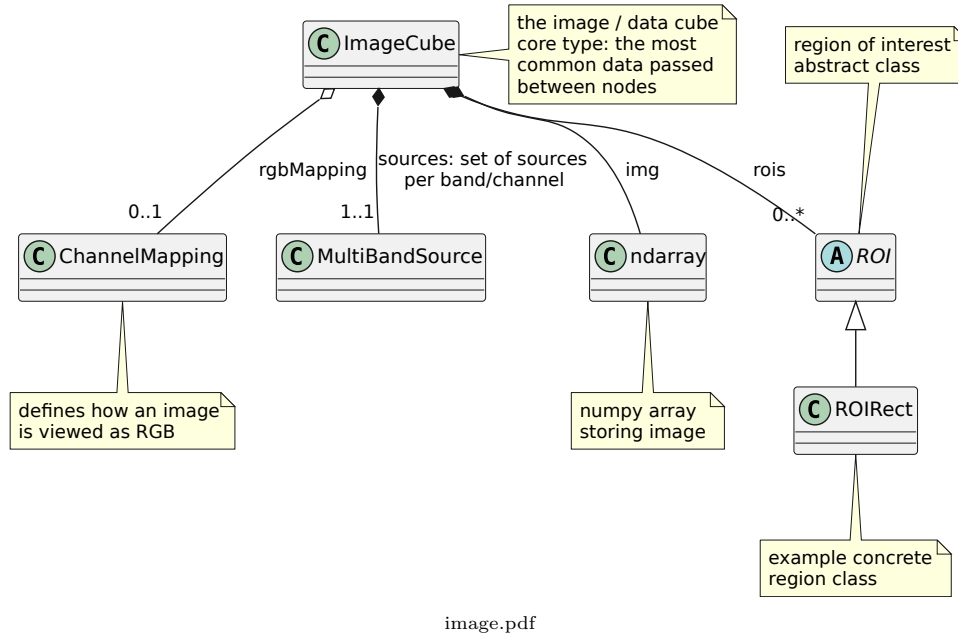 C ImageCube
the image / data cube
core type: the most
common data passed
between nodes
region of interest
abstract class
rgbMapping
sources: set of sources
per band/channel
img
rois
0..1
1..1
0..*
C ChannelMapping
C MultiBandSource
C ndarray
A ROI
defines how an image
is viewed as RGB
numpy array
storing image
C ROIRect
example concrete
region class
image.pdf